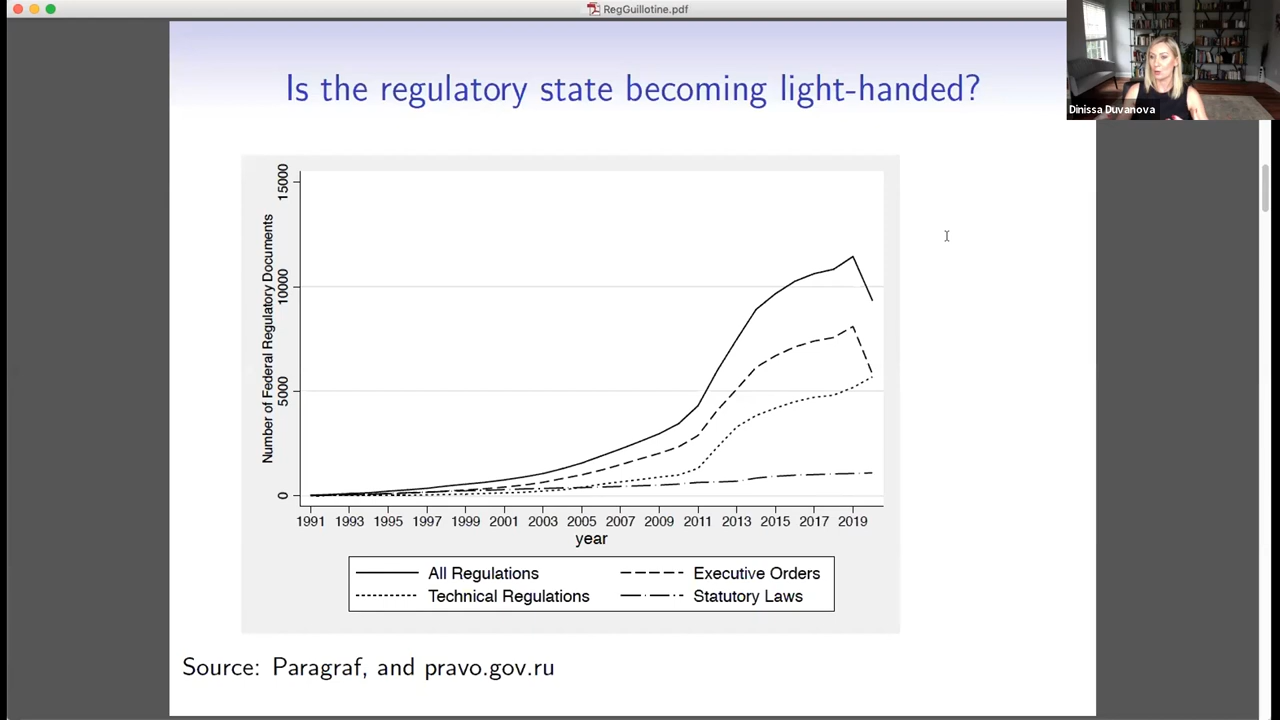 RegGuillotine.pdf
Is the regulatory state becoming light-handed?
Dinissa Duvanova
Number of Federal Regulatory Documents
15000
10000
5000
0
1991 1993 1995 1997 1999 2001 2003 2005 2007 2009 2011 2013 2015 2017 2019
year
All Regulations Executive Orders
Technical Regulations Statutory Laws
Source: Paragraf, and pravo.gov.ru